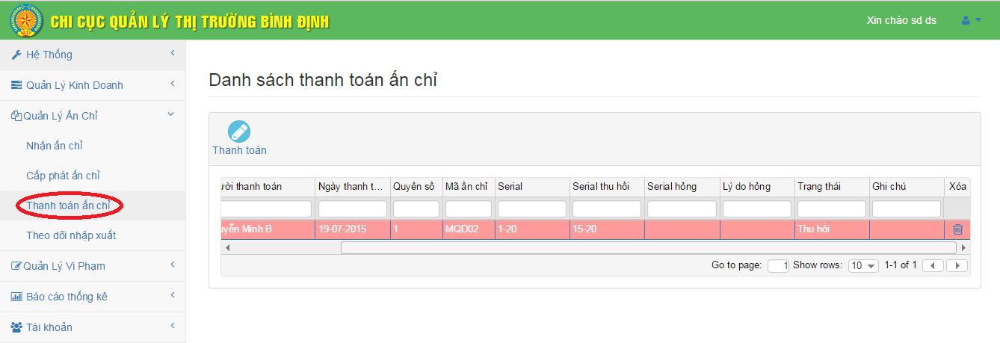 CHI CỤC QUẢN LÝ THỊ TRƯỜNG BÌNH ĐỊNH
Xin chào sd ds
Hệ Thống
Quản Lý Kinh Doanh
Quản Lý Ấn Chỉ
Nhận ấn chỉ
Cấp phát ấn chỉ
Thanh toán ấn chỉ
Theo dõi nhập xuất
Quản Lý Vi Phạm
Báo cáo thống kê
Tài khoản
Danh sách thanh toán ấn chỉ
Thanh toán
ười thanh toán Ngày thanh t... Quyển số Mã ấn chỉ Serial Serial thu hồi Serial hỏng Lý do hỏng Trạng thái Ghi chú Xóa
uyễn Minh B 19-07-2015 1 MQD02 1-20 15-20 Thu hồi
Go to page: 1 Show rows: 10 1-1 of 1